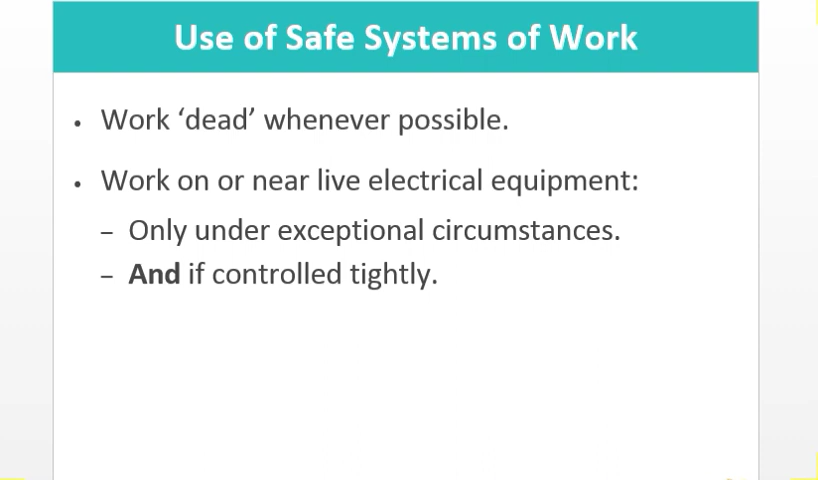 Use of Safe Systems of Work
• Work ‘dead’ whenever possible.
• Work on or near live electrical equipment:
– Only under exceptional circumstances.
– And if controlled tightly.